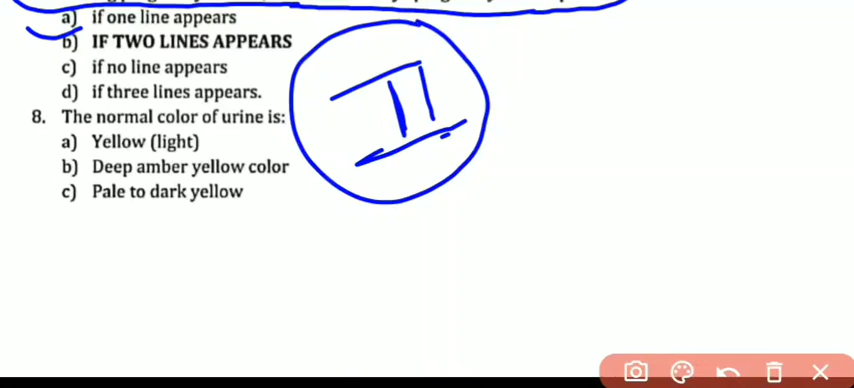 a) if one line appears
b) IF TWO LINES APPEARS
c) if no line appears
d) if three lines appears.
II
8. The normal color of urine is:
a) Yellow (light)
b) Deep amber yellow color
c) Pale to dark yellow